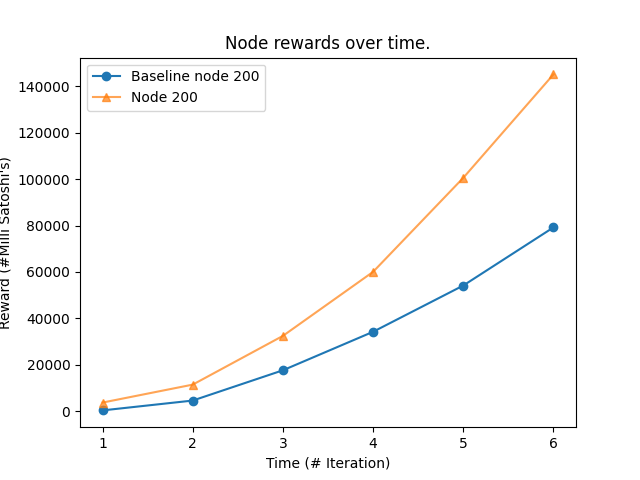 Node rewards over time.
Baseline node 200
Node 200
140000
120000
100000
80000
60000
40000
20000
0
Reward (#Milli Satoshi's)
1 2 3 4 5 6
Time (# Iteration)